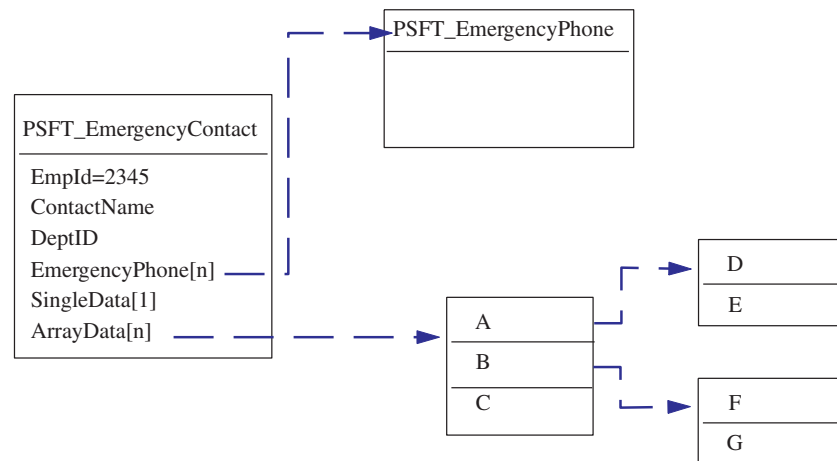 PSFT_EmergencyPhone
PSFT_EmergencyContact
EmpId=2345
ContactName
DeptID
EmergencyPhone[n]
SingleData[1]
ArrayData[n]
A
B
C
D
E
F
G